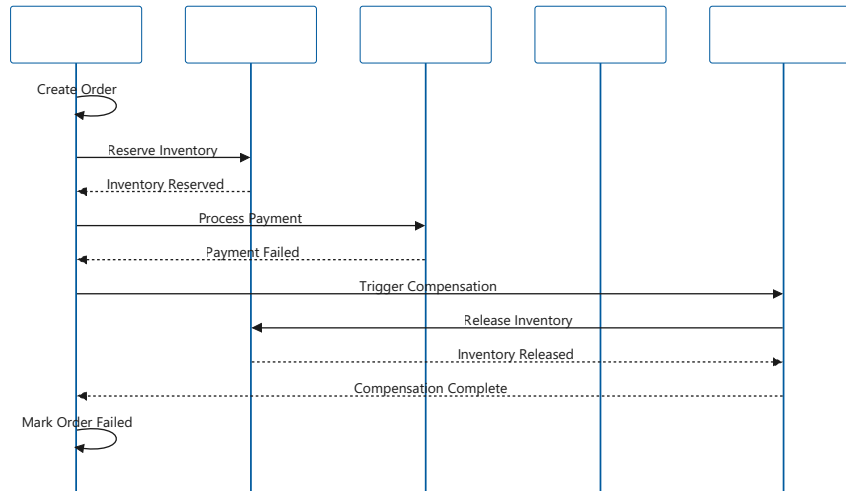 Create Order
Reserve Inventory
Inventory Reserved
Process Payment
Payment Failed
Trigger Compensation
Release Inventory
Inventory Released
Compensation Complete
Mark Order Failed